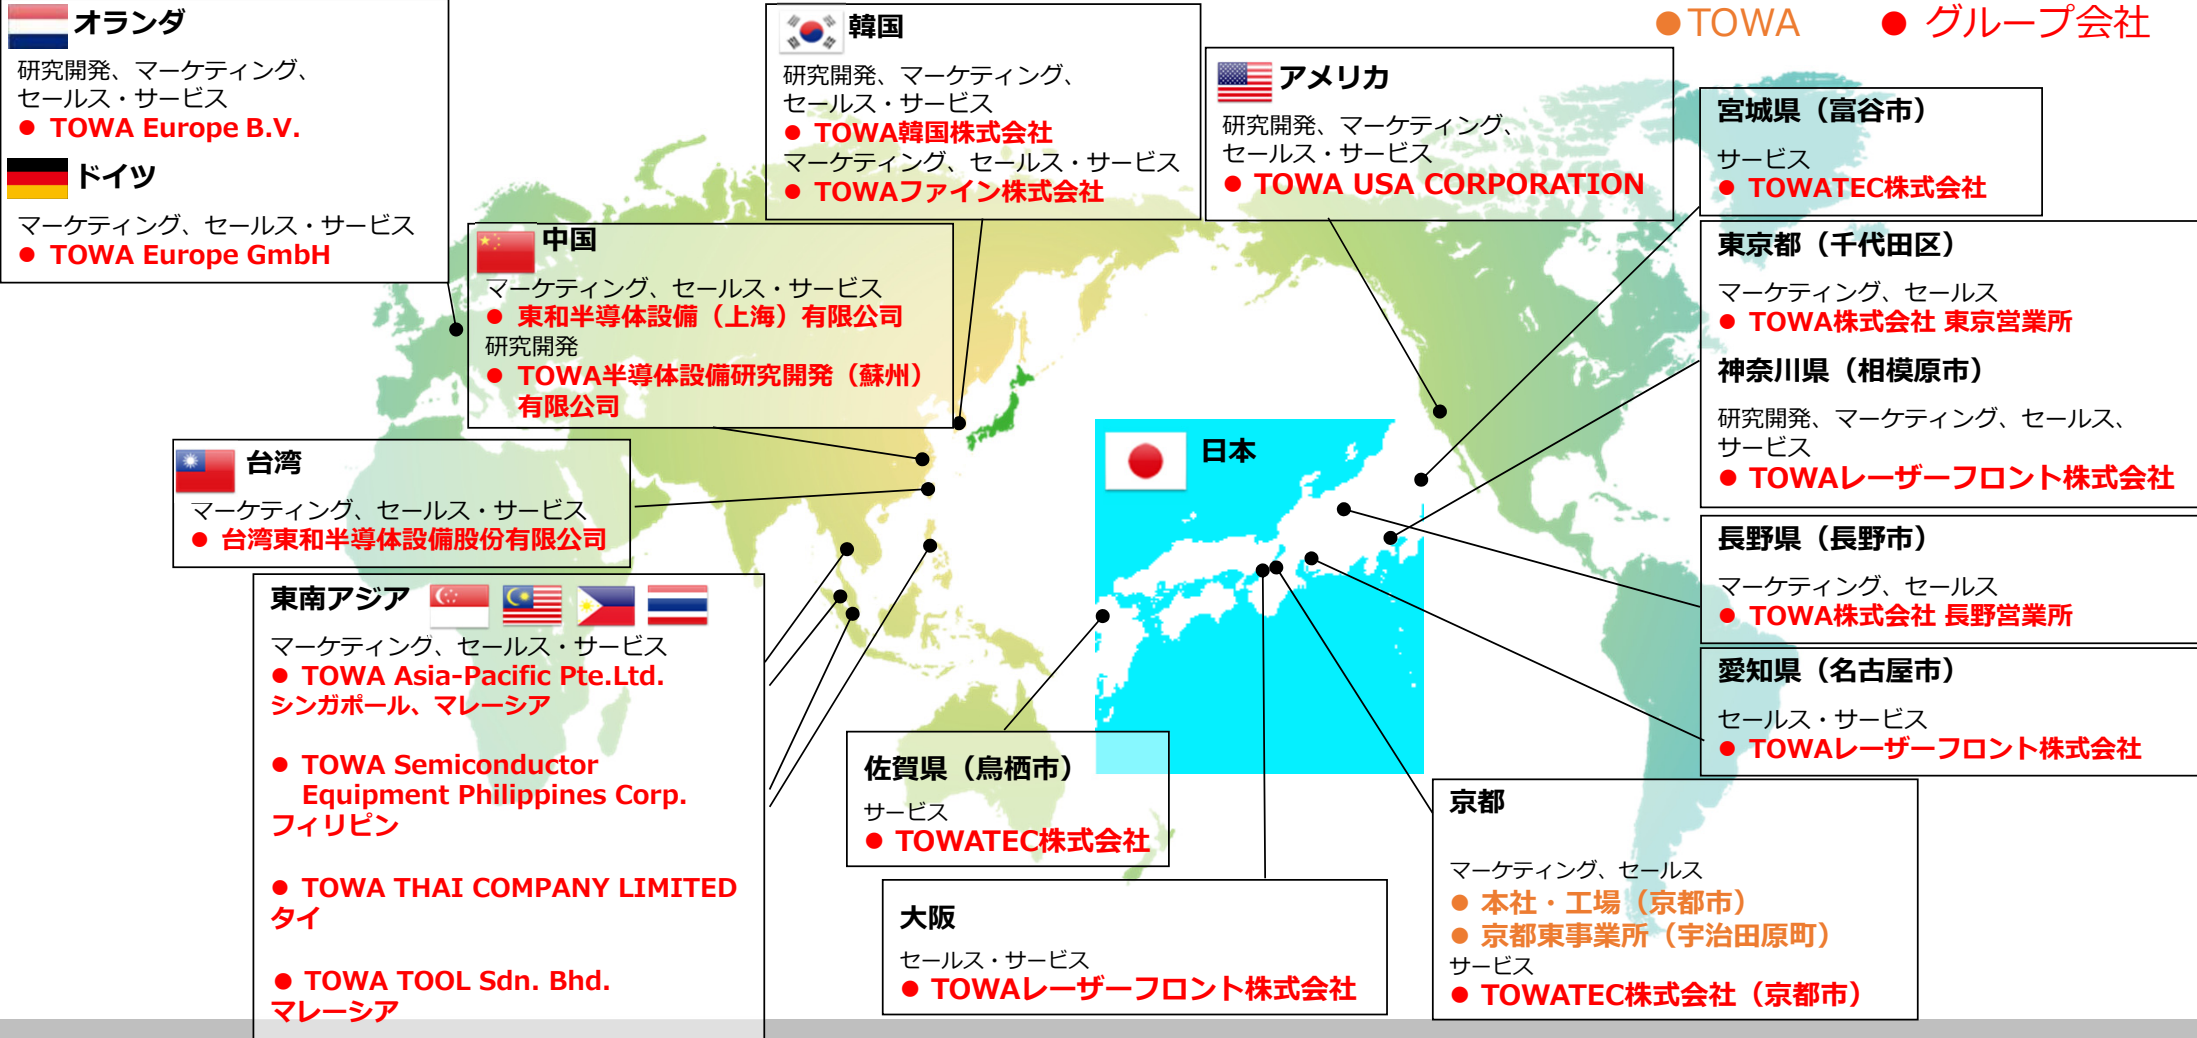 ●TOWA ● グループ会社
オランダ
研究開発、マーケティング、
セールス・サービス
● TOWA Europe B.V.
ドイツ
マーケティング、セールス・サービス
● TOWA Europe GmbH
韓国
研究開発、マーケティング、
セールス・サービス
● TOWA韓国株式会社
マーケティング、セールス・サービス
● TOWAファイン株式会社
アメリカ
研究開発、マーケティング、
セールス・サービス
● TOWA USA CORPORATION
中国
マーケティング、セールス・サービス
● 東和半導体設備（上海）有限公司
研究開発
● TOWA半導体設備研究開発（蘇州）
有限公司
台湾
マーケティング、セールス・サービス
● 台湾東和半導体設備股份有限公司
東南アジア
マーケティング、セールス・サービス
● TOWA Asia-Pacific Pte.Ltd.
シンガポール、マレーシア
● TOWA Semiconductor
Equipment Philippines Corp.
フィリピン
● TOWA THAI COMPANY LIMITED
タイ
● TOWA TOOL Sdn. Bhd.
マレーシア
日本
宮城県（富谷市）
サービス
● TOWATEC株式会社
東京都（千代田区）
マーケティング、セールス
● TOWA株式会社 東京営業所
神奈川県（相模原市）
研究開発、マーケティング、セールス、
サービス
● TOWAレーザーフロント株式会社
長野県（長野市）
マーケティング、セールス
● TOWA株式会社 長野営業所
愛知県（名古屋市）
セールス・サービス
● TOWAレーザーフロント株式会社
佐賀県（鳥栖市）
サービス
● TOWATEC株式会社
大阪
セールス・サービス
● TOWAレーザーフロント株式会社
京都
マーケティング、セールス
● 本社・工場（京都市）
● 京都東事業所（宇治田原町）
サービス
● TOWATEC株式会社（京都市）